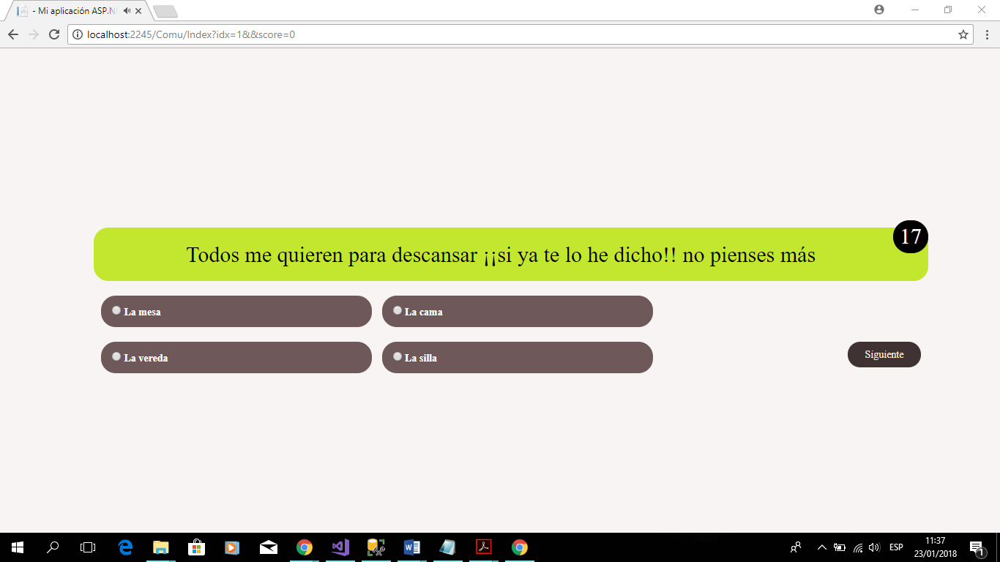 - Mi aplicación ASP.N
localhost:2245/Comu/Index?idx=1&&score=0
17
Todos me quieren para descansar ¡¡si ya te lo he dicho!! no pienses más
La mesa
La cama
La vereda
La silla
Siguiente
ESP
11:37
23/01/2018
1